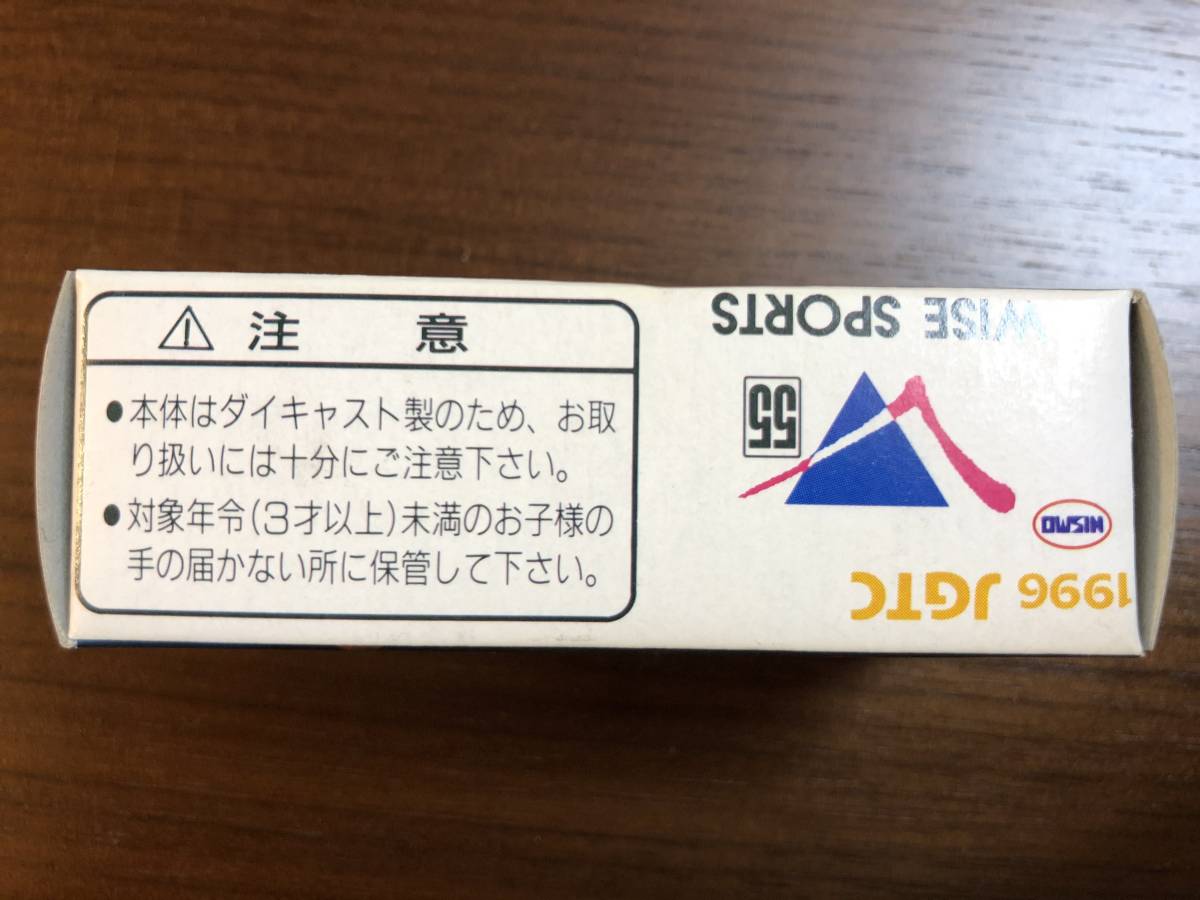 注 意
●本体はダイキャスト製のため、お取
り扱いには十分にご注意下さい。
●対象年令(3才以上)未満のお子様の
手の届かない所に保管して下さい。
1996 JGTC
NISMO
55
WISE SPORTS